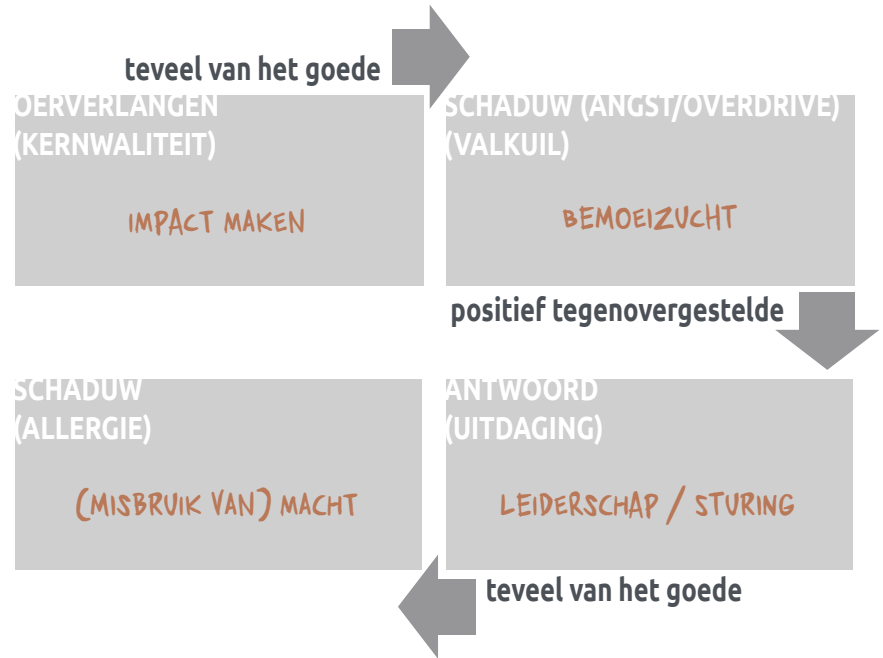 teveel van het goede
OERVERLANGEN
(KERNWALITEIT)
IMPACT MAKEN
SCHADUW (ANGST/OVERDRIVE)
(VALKUIL)
BEMOEIZUCHT
positief tegenovergestelde
SCHADUW
(ALLERGIE)
(MISBRUIK VAN) MACHT
ANTWOORD
(UITDAGING)
LEIDERSCHAP / STURING
teveel van het goede